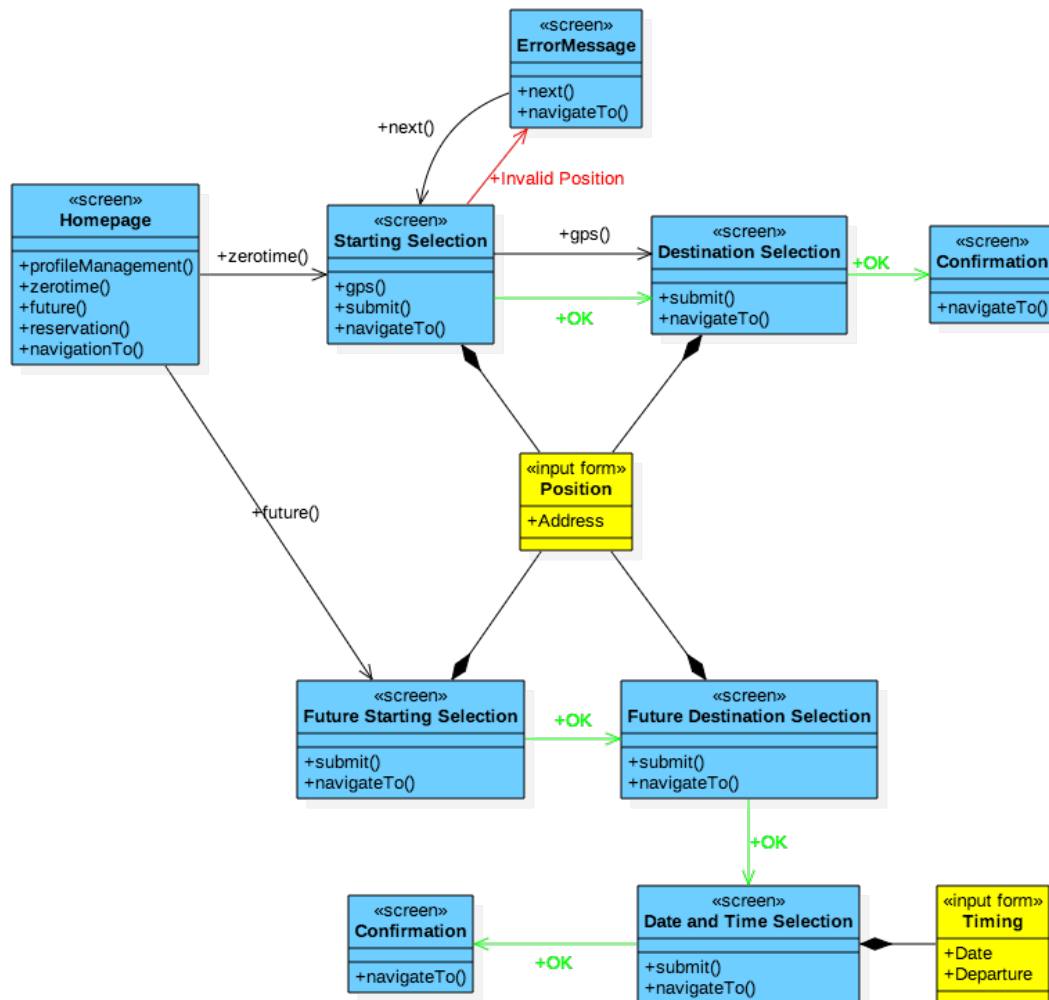 «screen»
ErrorMessage
+next()
+navigateTo()
+next()
+Invalid Position
«screen»
Homepage
+profileManagement()
+zerotime()
+future()
+reservation()
+navigationTo()
+zerotime()
«screen»
Starting Selection
+gps()
+submit()
+navigateTo()
+gps()
+OK
«screen»
Destination Selection
+submit()
+navigateTo()
+OK
«screen»
Confirmation
+navigateTo()
«input form»
Position
+Address
+future()
«screen»
Future Starting Selection
+submit()
+navigateTo()
+OK
«screen»
Future Destination Selection
+submit()
+navigateTo()
+OK
«screen»
Confirmation
+navigateTo()
+OK
«screen»
Date and Time Selection
+submit()
+navigateTo()
«input form»
Timing
+Date
+Departure